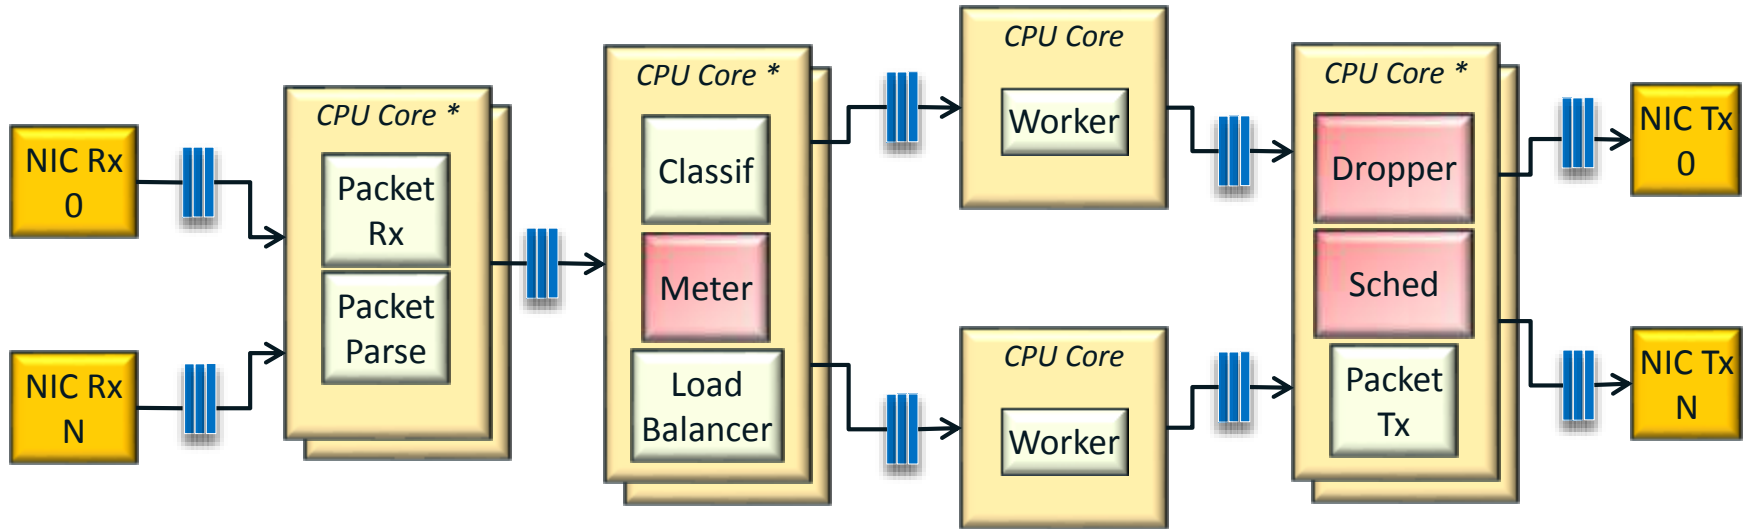 NIC Rx
0
NIC Rx
N
CPU Core *
Packet
Rx
Packet
Parse
CPU Core *
Classif
Meter
Load
Balancer
CPU Core
Worker
CPU Core
Worker
CPU Core *
Dropper
Sched
Packet
Tx
NIC Tx
0
NIC Tx
N